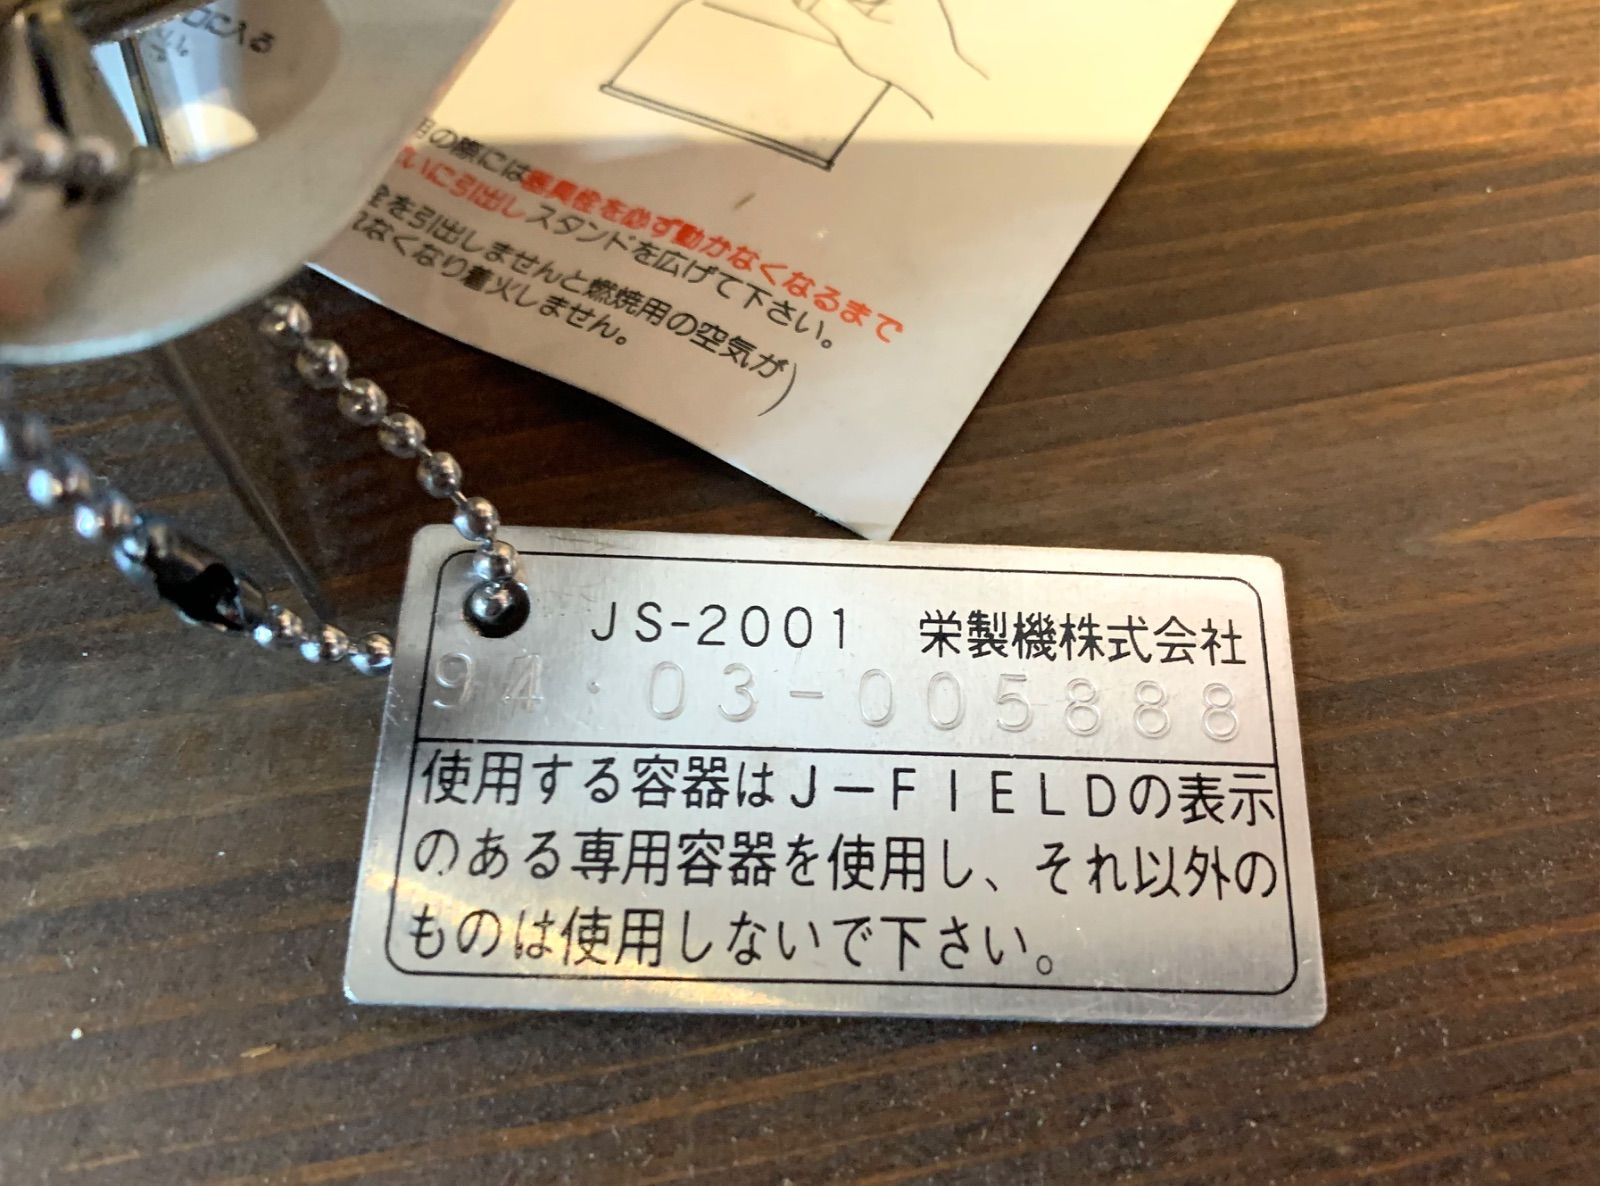 口に入る
用の際には器具栓を必ず動かなくなるまで
いに引出しスタンドを広げて下さい。
全を引出しませんと燃焼用の空気が)
れなくなり着火しません。
JS-2001 栄製機株式会社
94.03-005888
使用する容器はJ-FIELDの表示
のある専用容器を使用し、それ以外の
ものは使用しないで下さい。